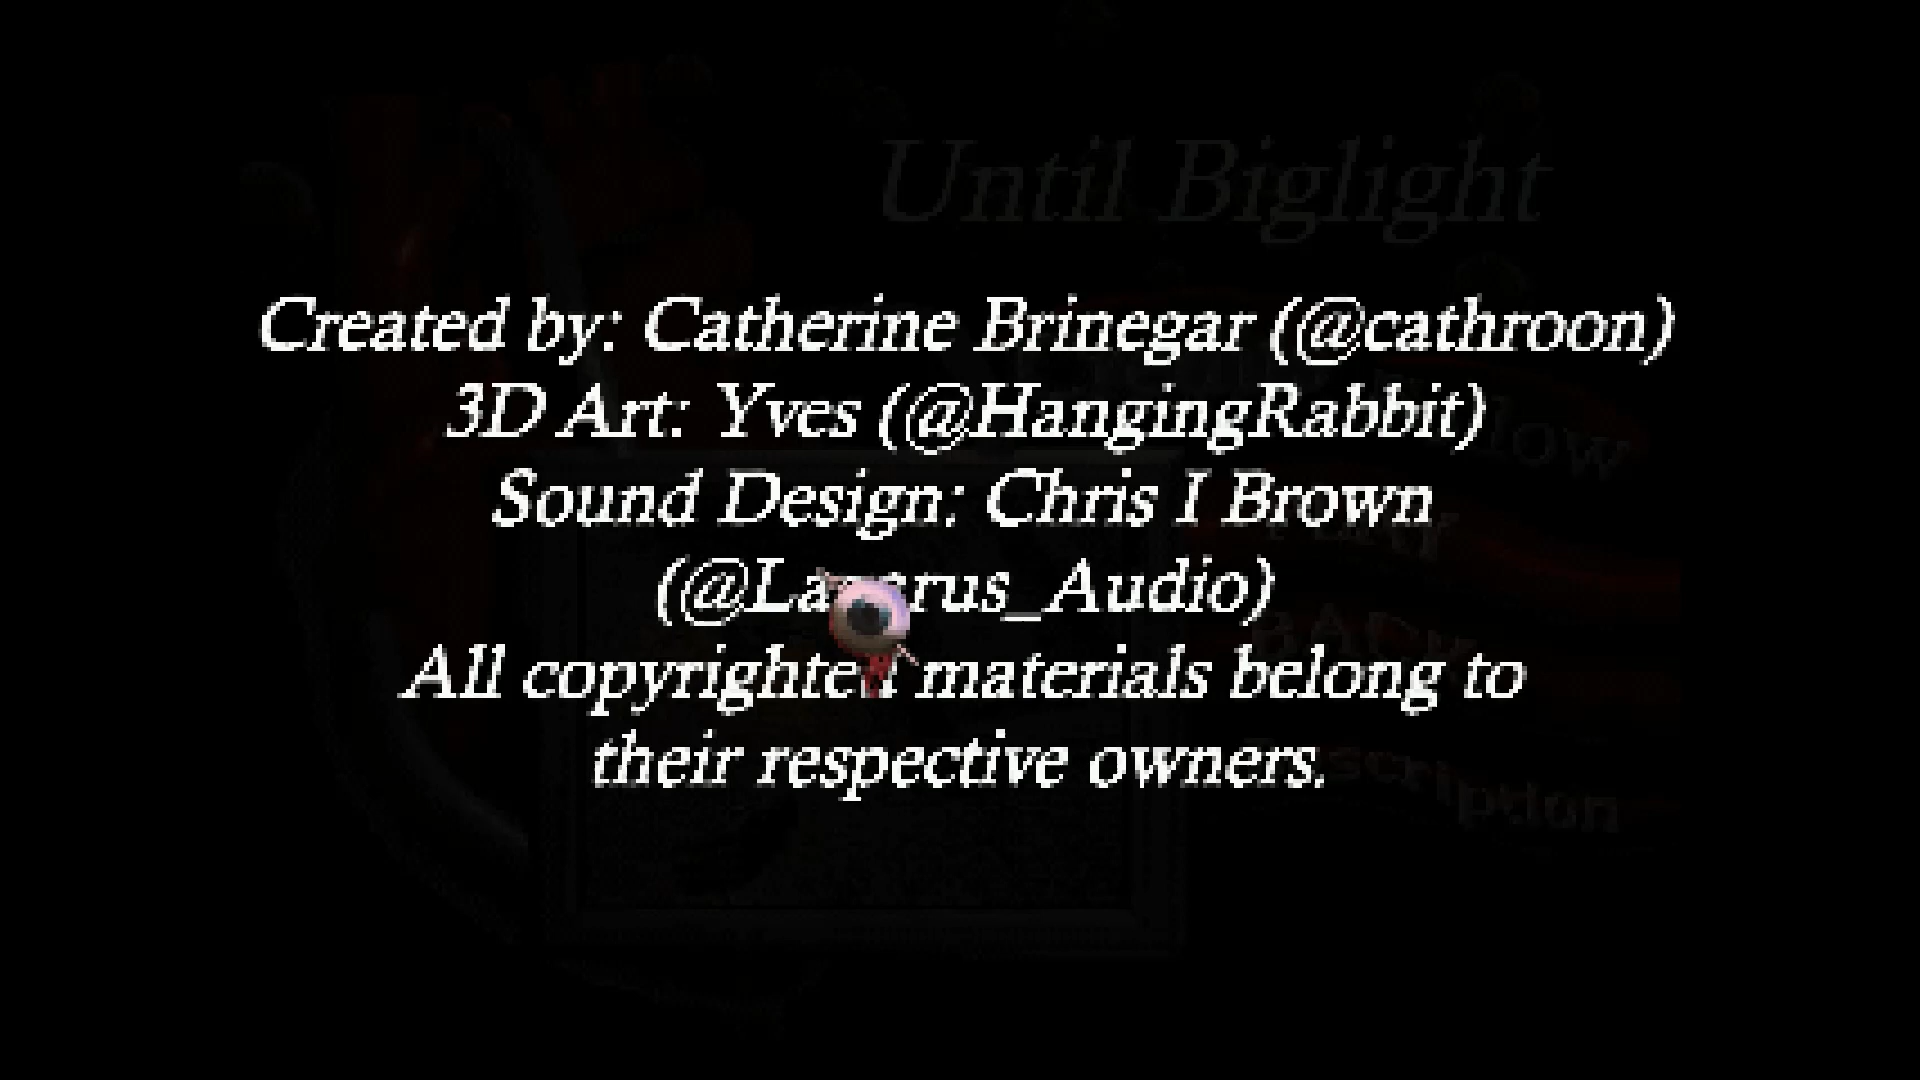 Until Biglight
Created by: Catherine Brinegar (@cathroon)
3D Art: Yves (@HangingRabbit)
Sound Design: Chris I Brown
All copyrighted materials belong to
their respective owners.
BACK